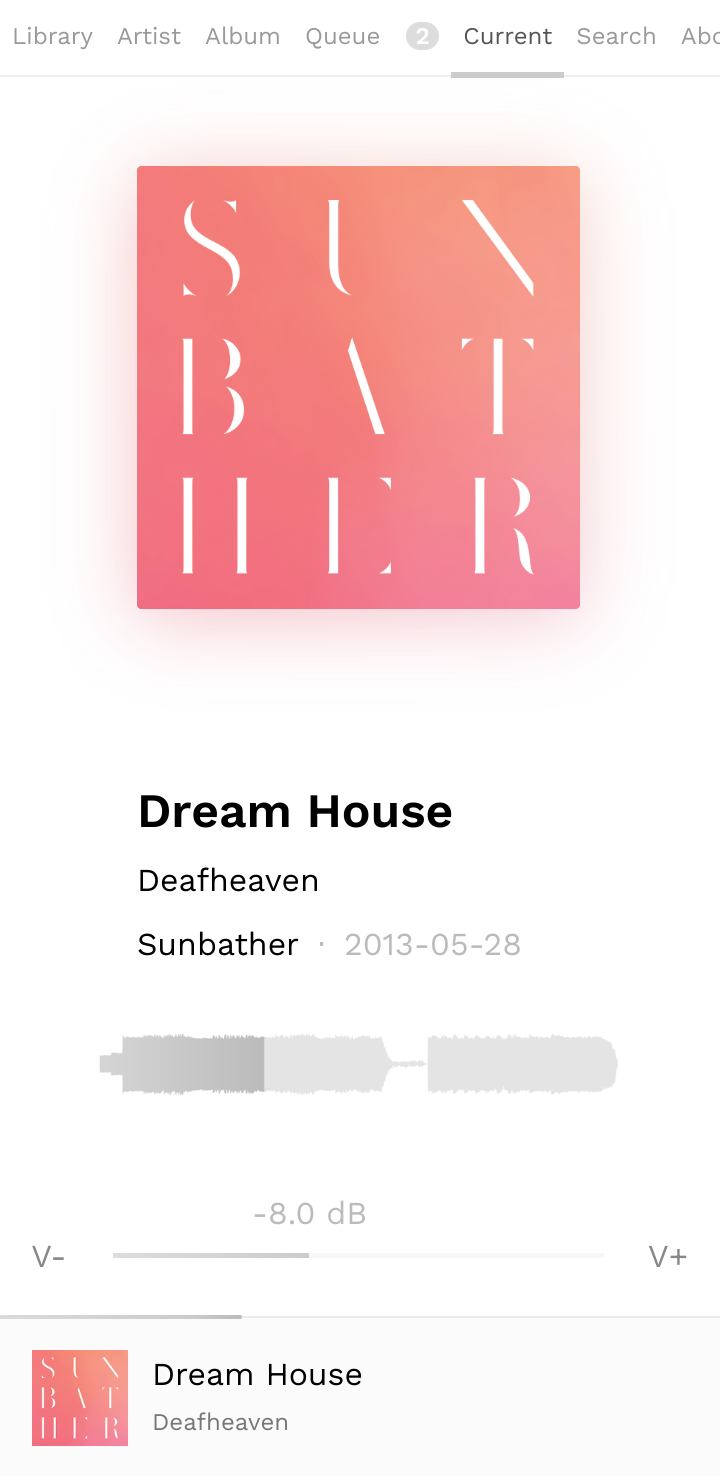 Library Artist Album Queue 2 Current Search Abo
SUN
BAT
HER
Dream House
Deafheaven
Sunbather · 2013-05-28
-8.0 dB
V- V+
SUN
BAT
HER
Dream House
Deafheaven